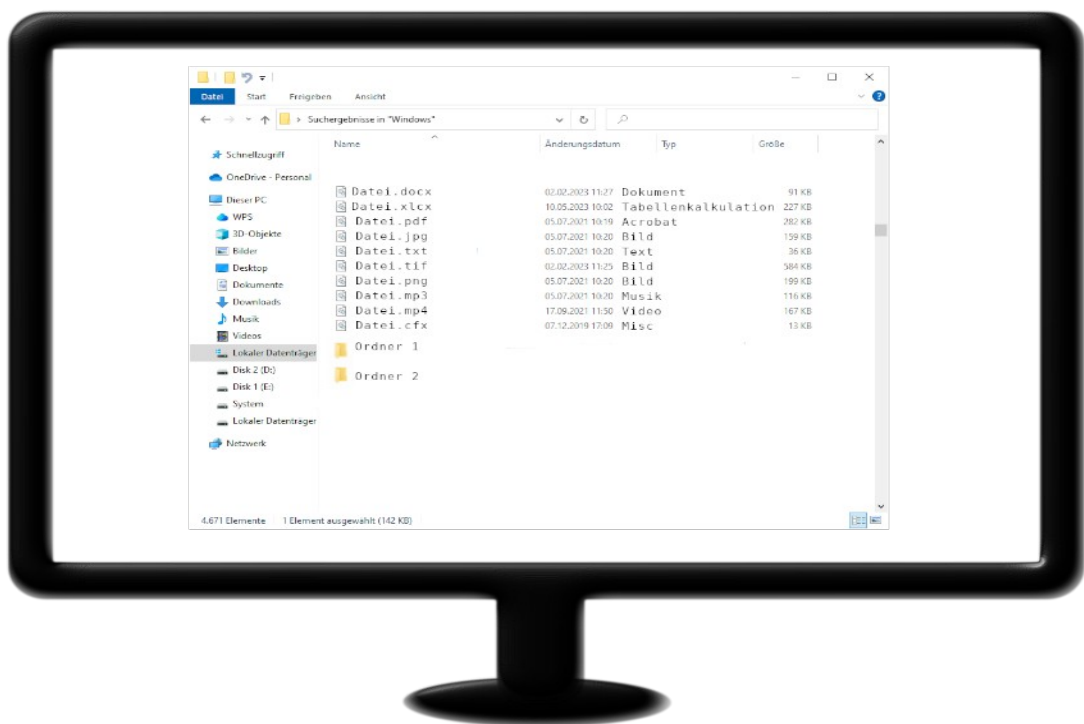 Datei Start Freigeben Ansicht
Suchergebnisse in "Windows"
Name Änderungsdatum Typ Größe
Schnellzugriff
OneDrive - Personal
Dieser PC
WPS
3D-Objekte
Bilder
Desktop
Dokumente
Downloads
Musik
Videos
Lokaler Datenträger
Disk 2 (D:)
Disk 1 (E:)
System
Lokaler Datenträger
Netzwerk
Datei.docx 02.02.2023 11:27 Dokument 91 KB
Datei.xlcx 10.05.2023 10:02 Tabellenkalkulation 227 KB
Datei.pdf 05.07.2021 10:19 Acrobat 282 KB
Datei.jpg 05.07.2021 10:20 Bild 159 KB
Datei.txt 05.07.2021 10:20 Text 36 KB
Datei.tif 02.02.2023 11:25 Bild 584 KB
Datei.png 05.07.2021 10:20 Bild 199 KB
Datei.mp3 05.07.2021 10:20 Musik 116 KB
Datei.mp4 17.09.2021 11:50 Video 167 KB
Datei.cfx 07.12.2019 17:09 Misc 13 KB
Ordner 1
Ordner 2
4.671 Elemente 1 Element ausgewählt (142 KB)